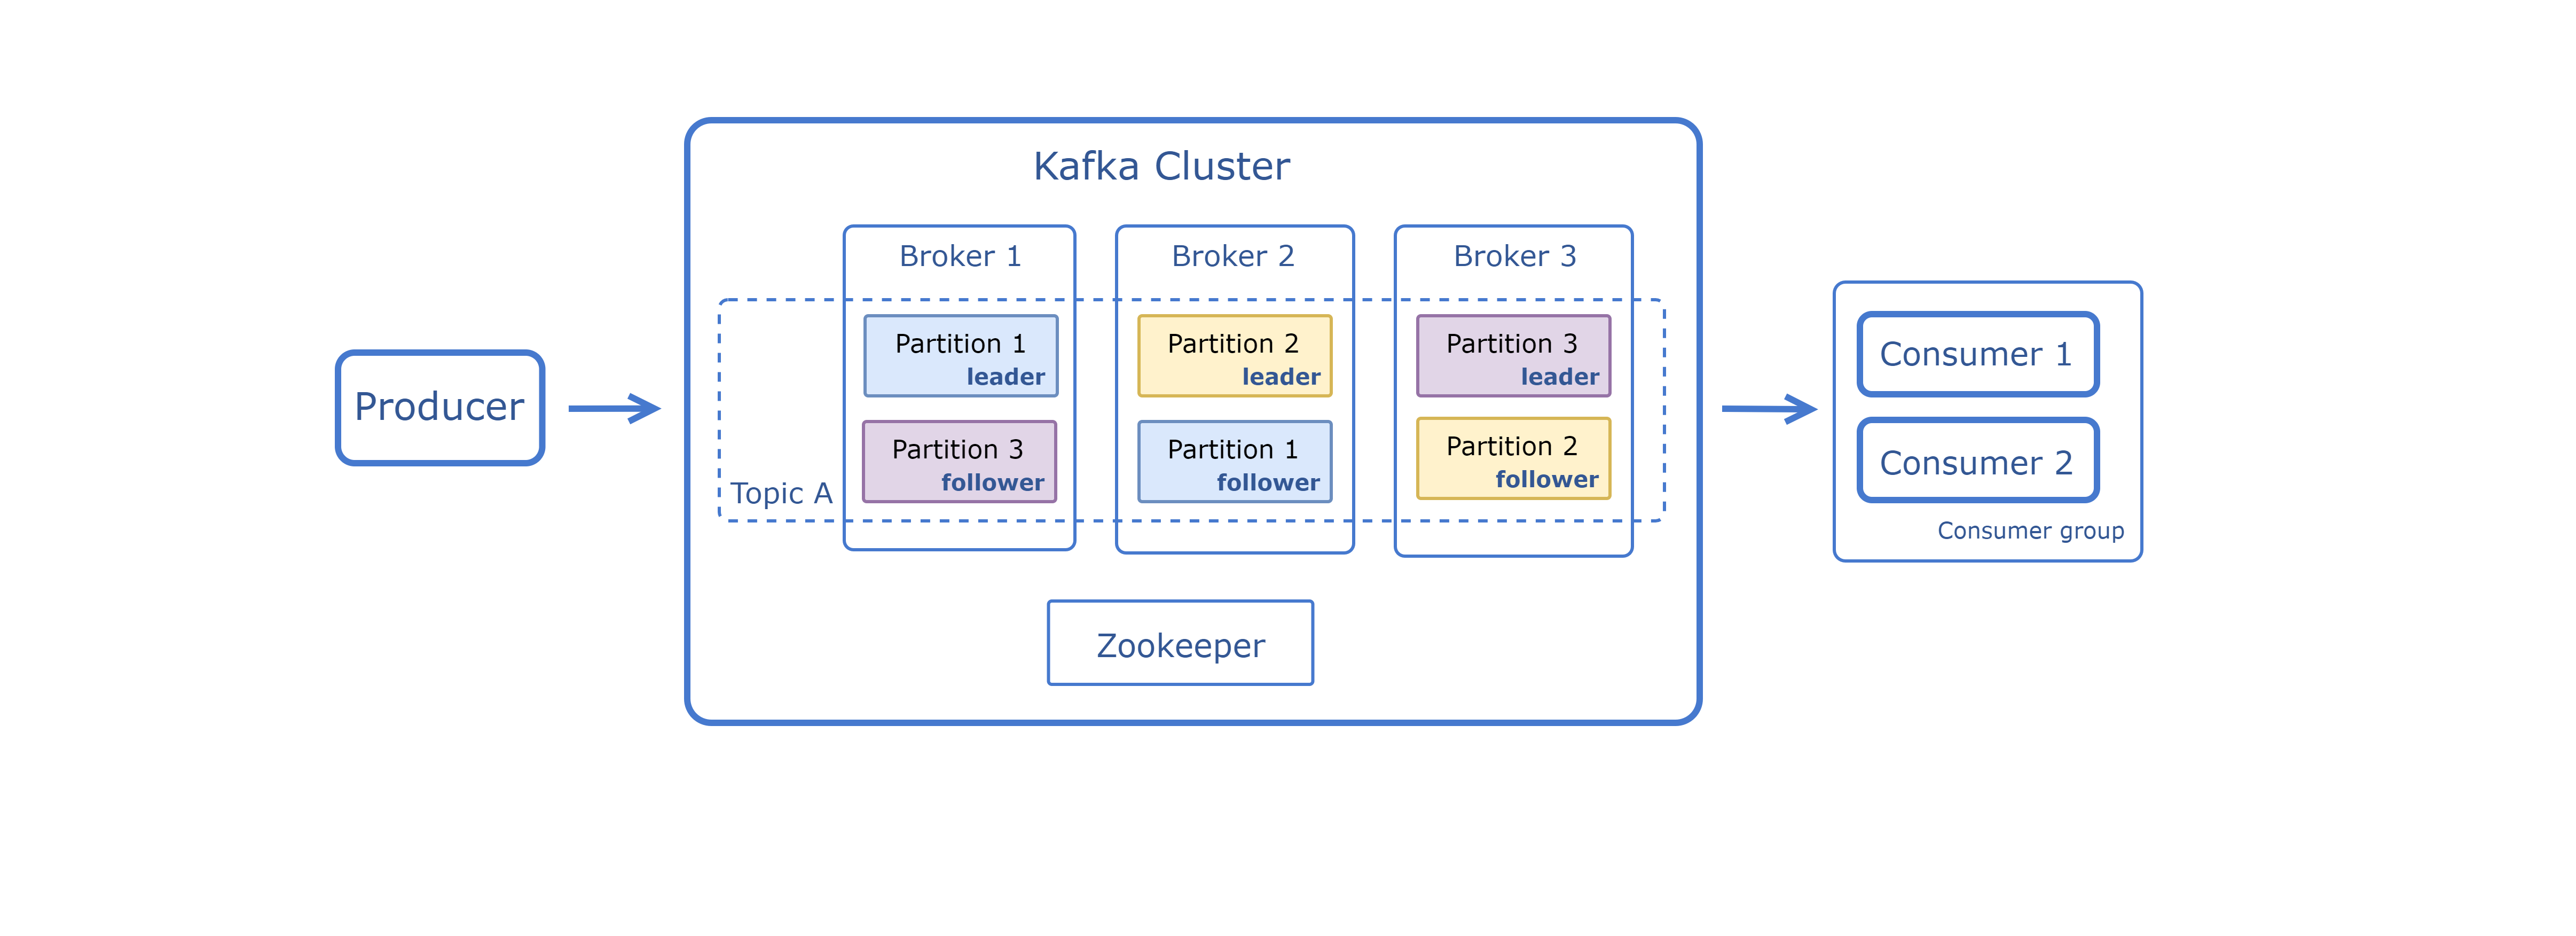 Kafka Cluster
Broker 1
Broker 2
Broker 3
Partition 1
leader
Partition 2
leader
Partition 3
leader
Partition 3
follower
Partition 1
follower
Partition 2
follower
Topic A
Producer
Consumer 1
Consumer 2
Consumer group
Zookeeper